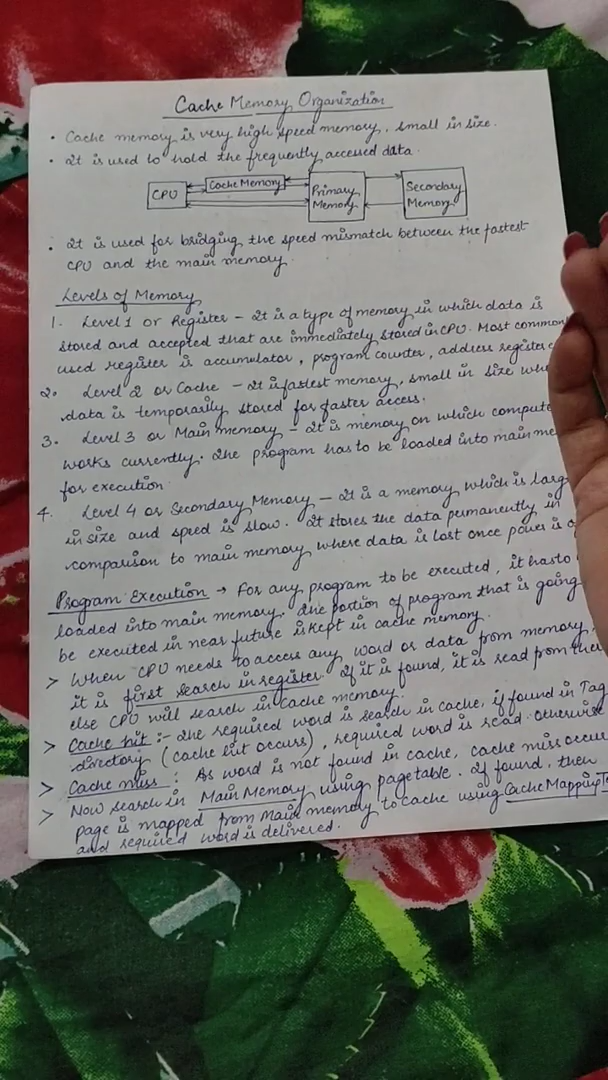 Cache Memory Organization
• Cache memory is very high speed memory, small in size.
• It is used to hold the frequently accessed data.
CPU
Cache Memory
Primary Memory
Secondary Memory
• It is used for bridging the speed mismatch between the fastest
CPU and the main memory.
Levels of Memory
1. Level 1 or Register – It is a type of memory in which data is
stored and accepted that are immediately stored in CPU. Most common
used register is accumulator, program counter, address register
2. Level 2 or Cache – It is fastest memory, small in size
data is temporarily stored for faster access.
3. Level 3 or Main memory – It is memory on which
works currently. The program has to be loaded into main
for execution.
4. Level 4 or Secondary Memory – It is a memory which is
in size and speed is slow. It stores the data permanently in
comparison to main memory where data is lost once power is
Program Execution → For any program to be executed, it has to
loaded into main memory. The portion of program that is going
be executed in near future is kept in cache memory.
> When CPU needs to access any word or data from memory,
it is first search in register. If it is found, it is read from
else CPU will search in Cache memory.
> Cache hit :- The required word is search in cache, if found in Tag
directory (cache hit occurs), required word is read. otherwise
> Cache miss : As word is not found in cache, cache miss
> Now search in Main Memory using page table. If found, then
page is mapped from main memory to cache using Cache Mapping
and required word is delivered.